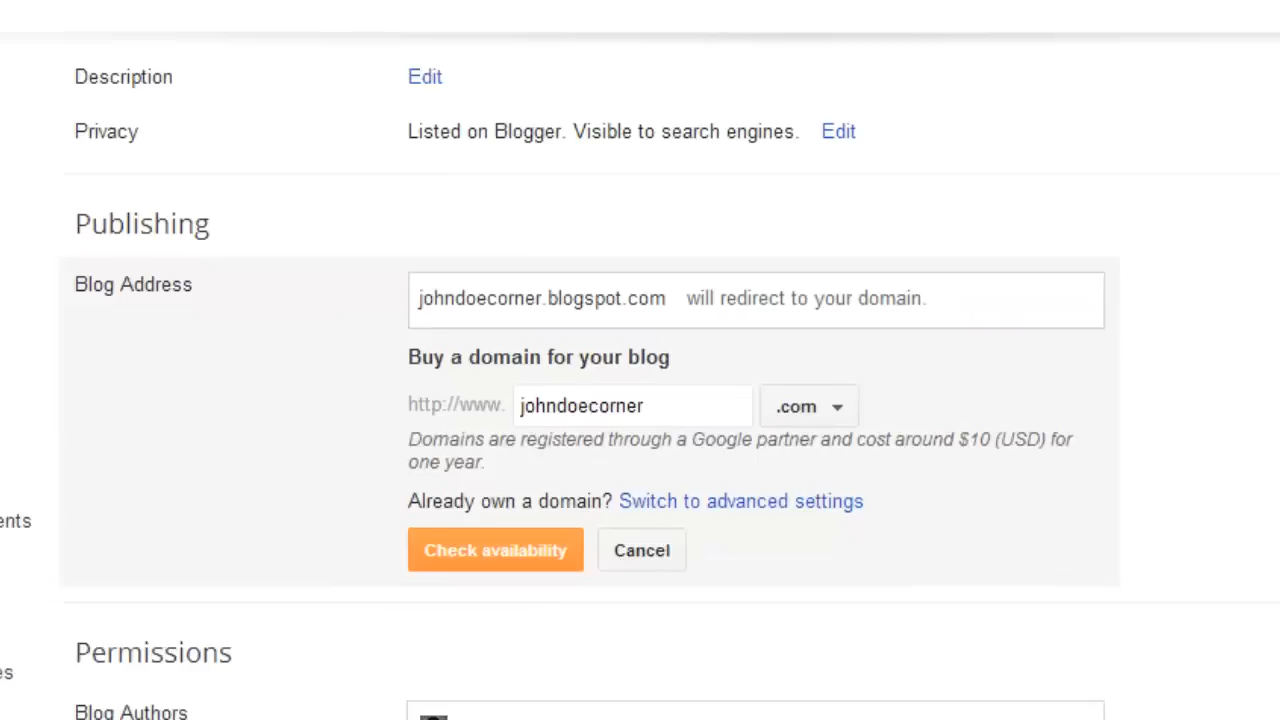 Description Edit
Privacy Listed on Blogger. Visible to search engines. Edit
Publishing
Blog Address johndoecorner.blogspot.com will redirect to your domain.
Buy a domain for your blog
http://www. johndoecorner .com
Domains are registered through a Google partner and cost around $10 (USD) for
one year.
Already own a domain? Switch to advanced settings
ents
Check availability Cancel
Permissions
es
Blog Authors